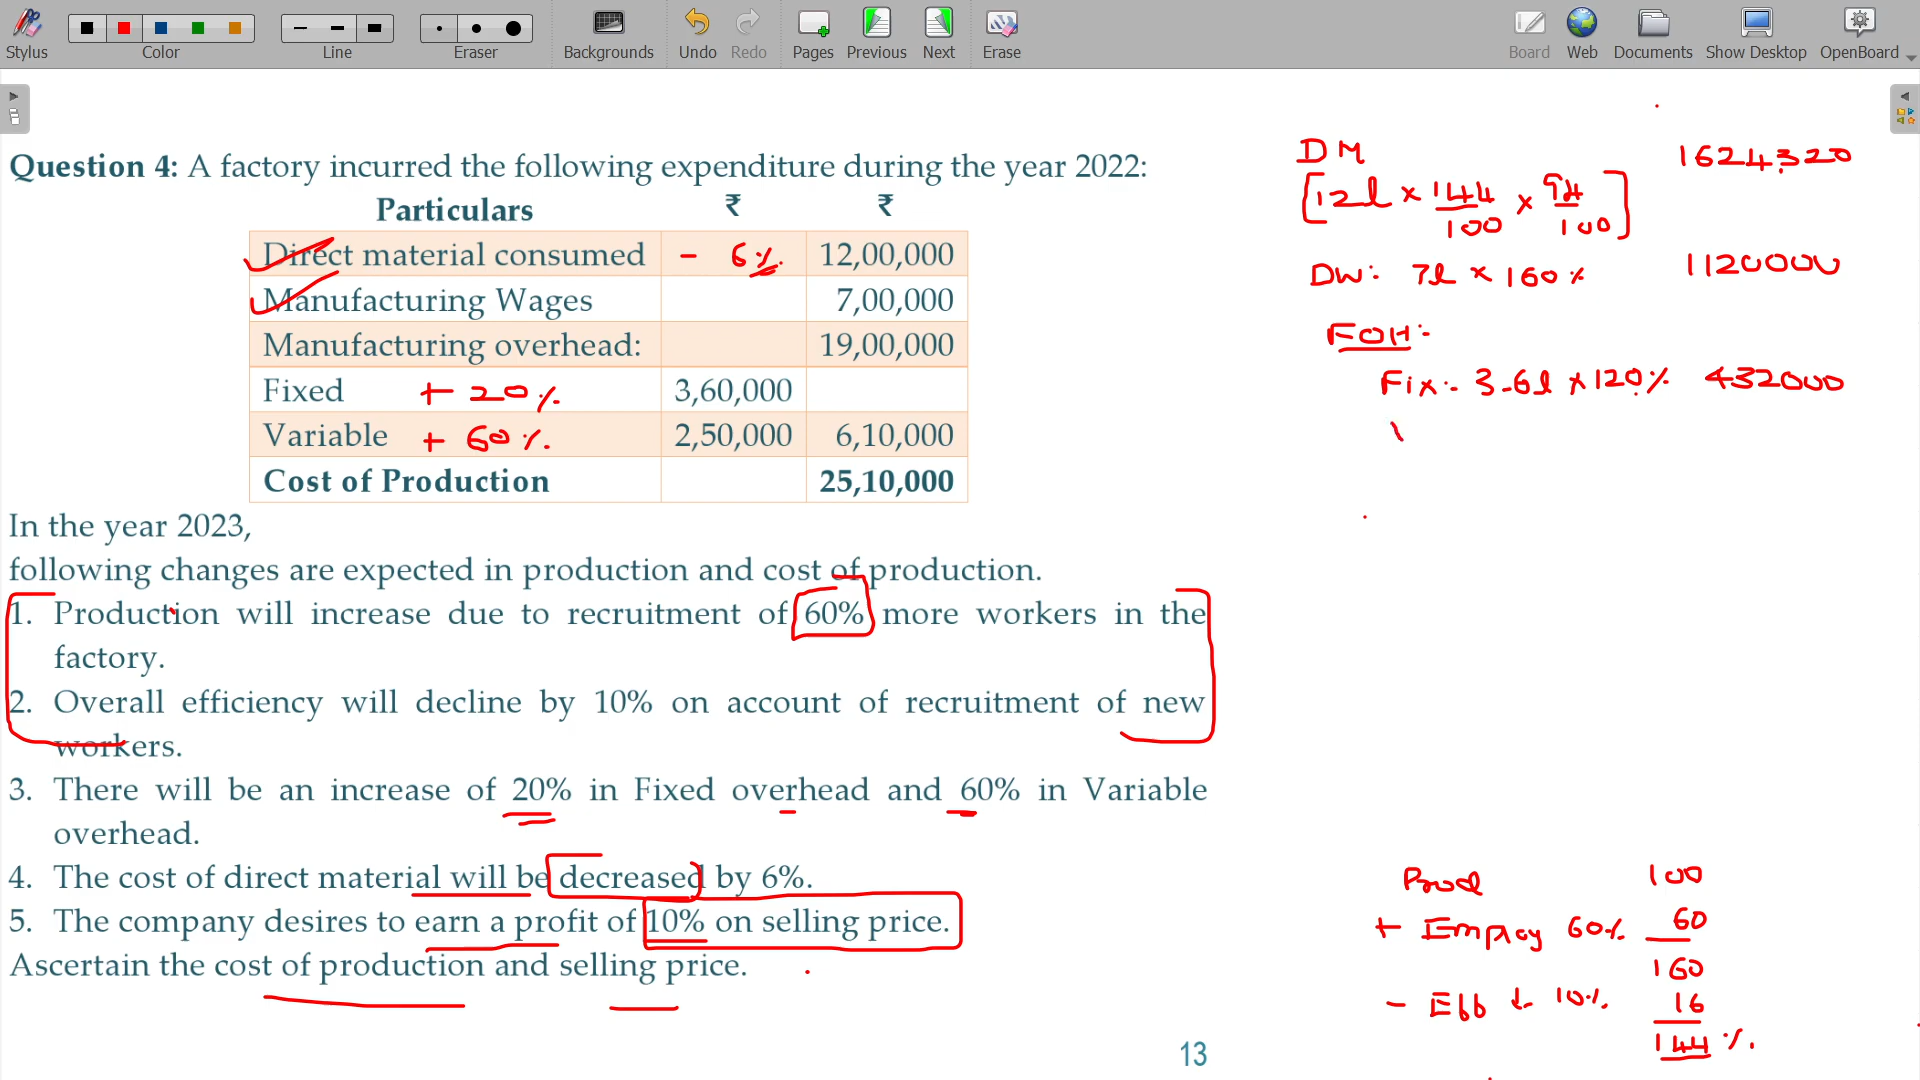 Stylus Color Line Eraser Backgrounds Undo Redo Pages Previous Next Erase Board Web Documents Show Desktop OpenBoard
Question 4: A factory incurred the following expenditure during the year 2022:
Particulars ₹ ₹
Direct material consumed - 6% 12,00,000
Manufacturing Wages 7,00,000
Manufacturing overhead: 19,00,000
Fixed + 20% 3,60,000
Variable + 60% 2,50,000 6,10,000
Cost of Production 25,10,000
In the year 2023,
following changes are expected in production and cost of production.
1. Production will increase due to recruitment of 60% more workers in the
factory.
2. Overall efficiency will decline by 10% on account of recruitment of new
workers.
3. There will be an increase of 20% in Fixed overhead and 60% in Variable
overhead.
4. The cost of direct material will be decreased by 6%.
5. The company desires to earn a profit of 10% on selling price.
Ascertain the cost of production and selling price.
13
DM 1624320
[12l × 144/100 × 94/100]
DW: 7l × 160% 1120000
FOH:-
Fix:- 3.6l × 120% 432000
Prod 100
+ Employ 60% 60
160
- Eff ↓ 10% 16
144%